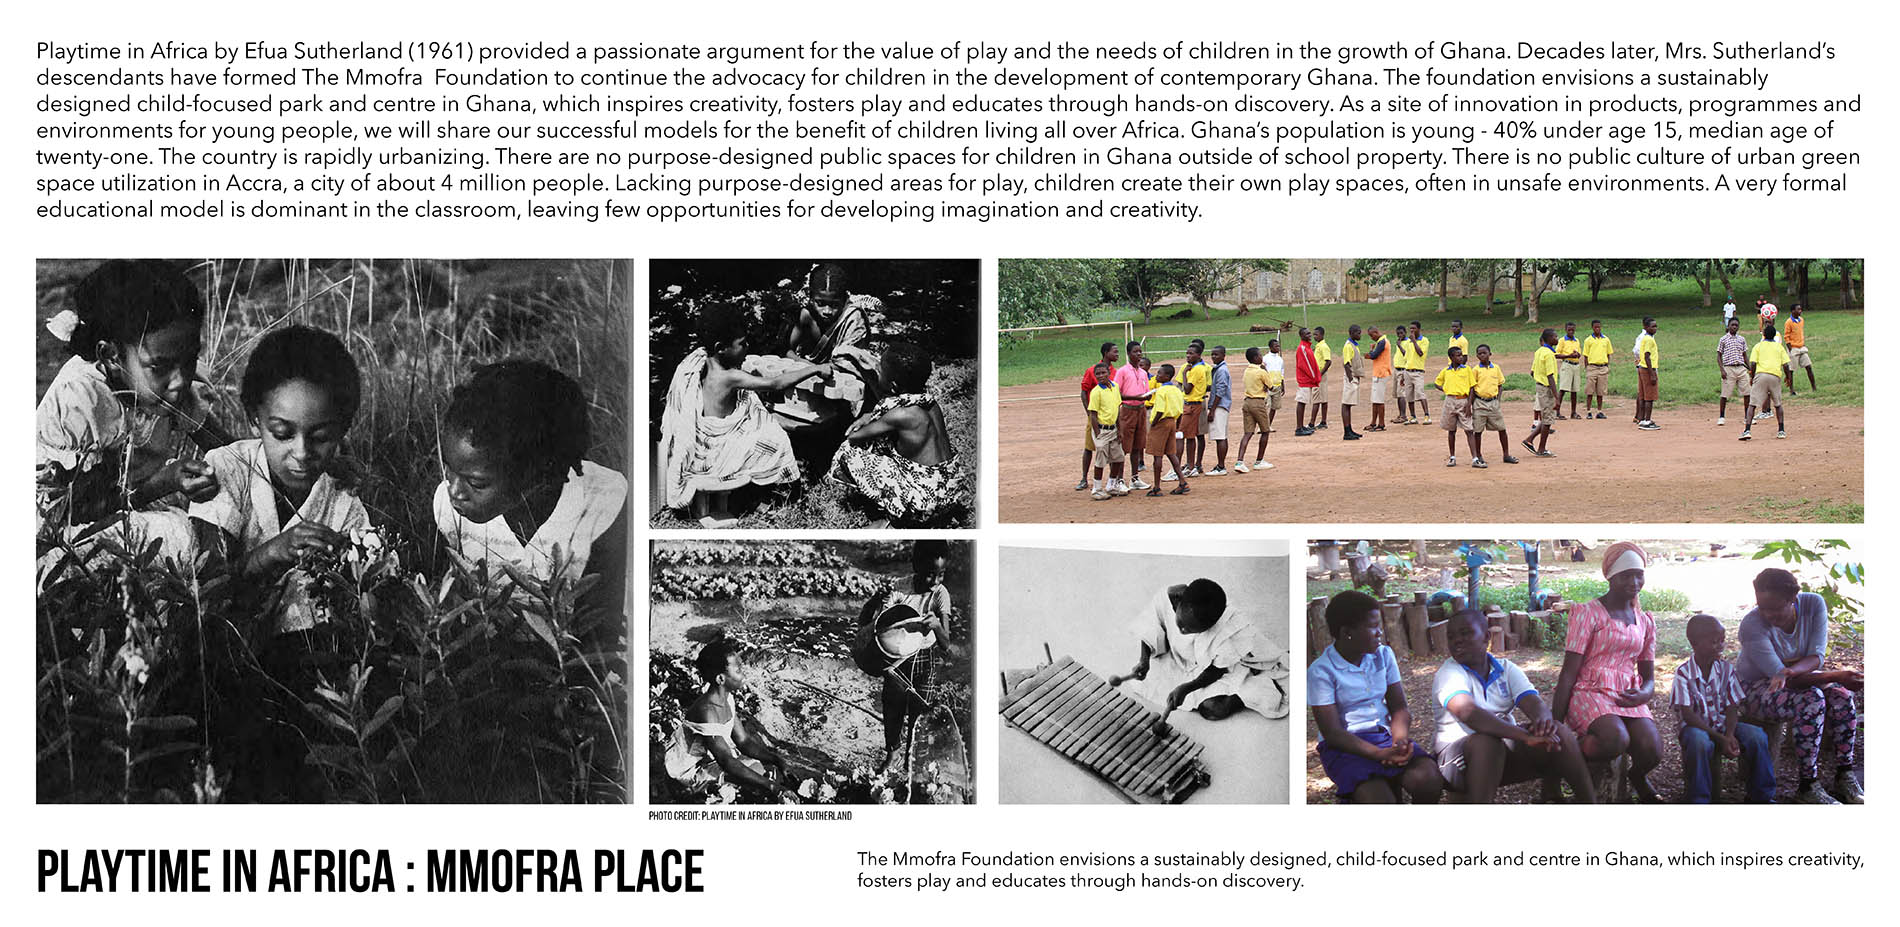 Playtime in Africa by Efua Sutherland (1961) provided a passionate argument for the value of play and the needs of children in the growth of Ghana. Decades later, Mrs. Sutherland’s
descendants have formed The Mmofra  Foundation to continue the advocacy for children in the development of contemporary Ghana. The foundation envisions a sustainably
designed child-focused park and centre in Ghana, which inspires creativity, fosters play and educates through hands-on discovery. As a site of innovation in products, programmes and
environments for young people, we will share our successful models for the benefit of children living all over Africa. Ghana’s population is young - 40% under age 15, median age of
twenty-one. The country is rapidly urbanizing. There are no purpose-designed public spaces for children in Ghana outside of school property. There is no public culture of urban green
space utilization in Accra, a city of about 4 million people. Lacking purpose-designed areas for play, children create their own play spaces, often in unsafe environments. A very formal
educational model is dominant in the classroom, leaving few opportunities for developing imagination and creativity.
PHOTO CREDIT: PLAYTIME IN AFRICA BY EFUA SUTHERLAND
PLAYTIME IN AFRICA : MMOFRA PLACE
The Mmofra Foundation envisions a sustainably designed, child-focused park and centre in Ghana, which inspires creativity,
fosters play and educates through hands-on discovery.